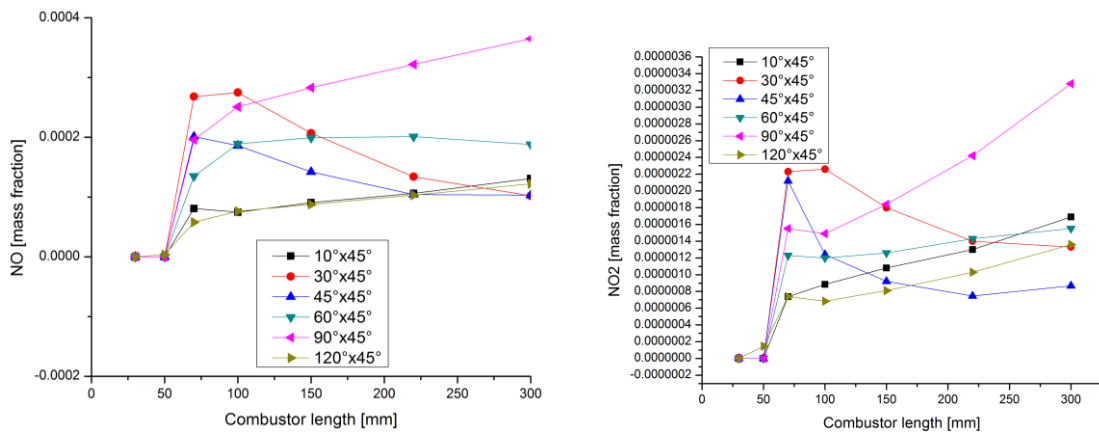 0.0004
0.0002
0.0000
-0.0002
NO [mass fraction]
10°x45°
30°x45°
45°x45°
60°x45°
90°x45°
120°x45°
0 50 100 150 200 250 300
Combustor length [mm]
0.0000036
0.0000034
0.0000032
0.0000030
0.0000028
0.0000026
0.0000024
0.0000022
0.0000020
0.0000018
0.0000016
0.0000014
0.0000012
0.0000010
0.0000008
0.0000006
0.0000004
0.0000002
0.0000000
-0.0000002
NO2 [mass fraction]
10°x45°
30°x45°
45°x45°
60°x45°
90°x45°
120°x45°
0 50 100 150 200 250 300
Combustor length [mm]